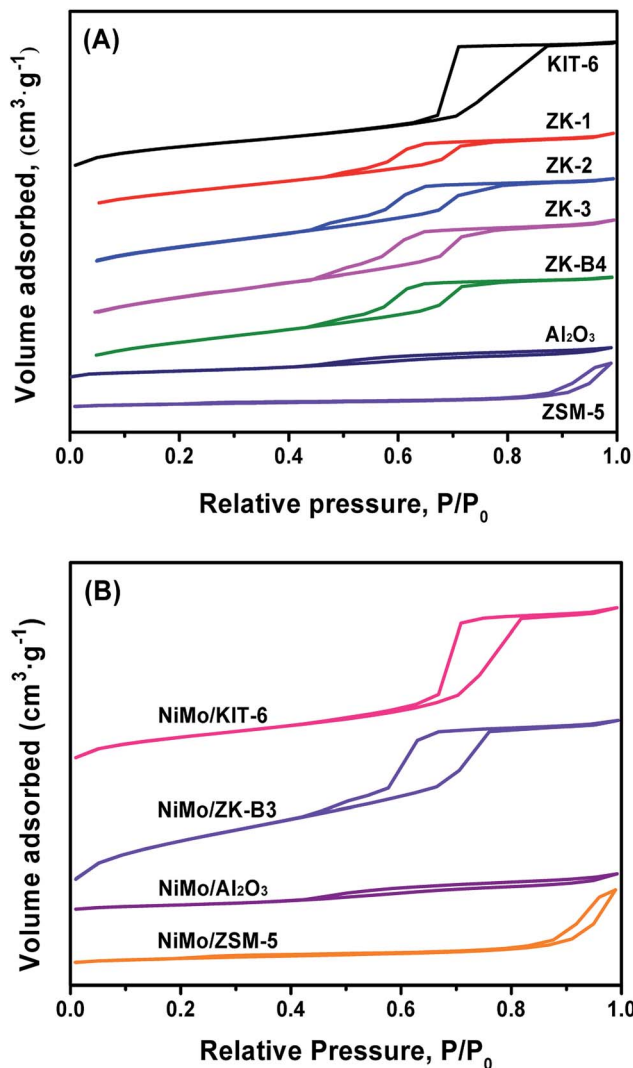 (A)
KIT-6
ZK-1
ZK-2
ZK-3
ZK-B4
Al₂O₃
ZSM-5
Volume adsorbed, (cm³·g⁻¹)
0.0 0.2 0.4 0.6 0.8 1.0
Relative pressure, P/P₀
(B)
NiMo/KIT-6
NiMo/ZK-B3
NiMo/Al₂O₃
NiMo/ZSM-5
Volume adsorbed (cm³·g⁻¹)
0.0 0.2 0.4 0.6 0.8 1.0
Relative Pressure, P/P₀